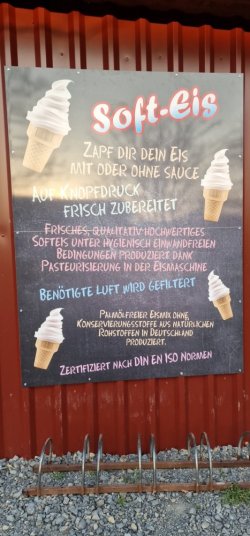 Soft-Eis
Zapf dir dein Eis
mit oder ohne Sauce
Auf Knopfdruck
frisch zubereitet
Frisches, qualitativ hochwertiges
Softeis unter hygienisch einwandfreien
Bedingungen produziert dank
Pasteurisierung in der Eismaschine
Benötigte Luft wird gefiltert
Palmölfreier Eismix ohne
Konservierungsstoffe aus natürlichen
Rohstoffen in Deutschland
produziert.
Zertifiziert nach DIN EN ISO Normen